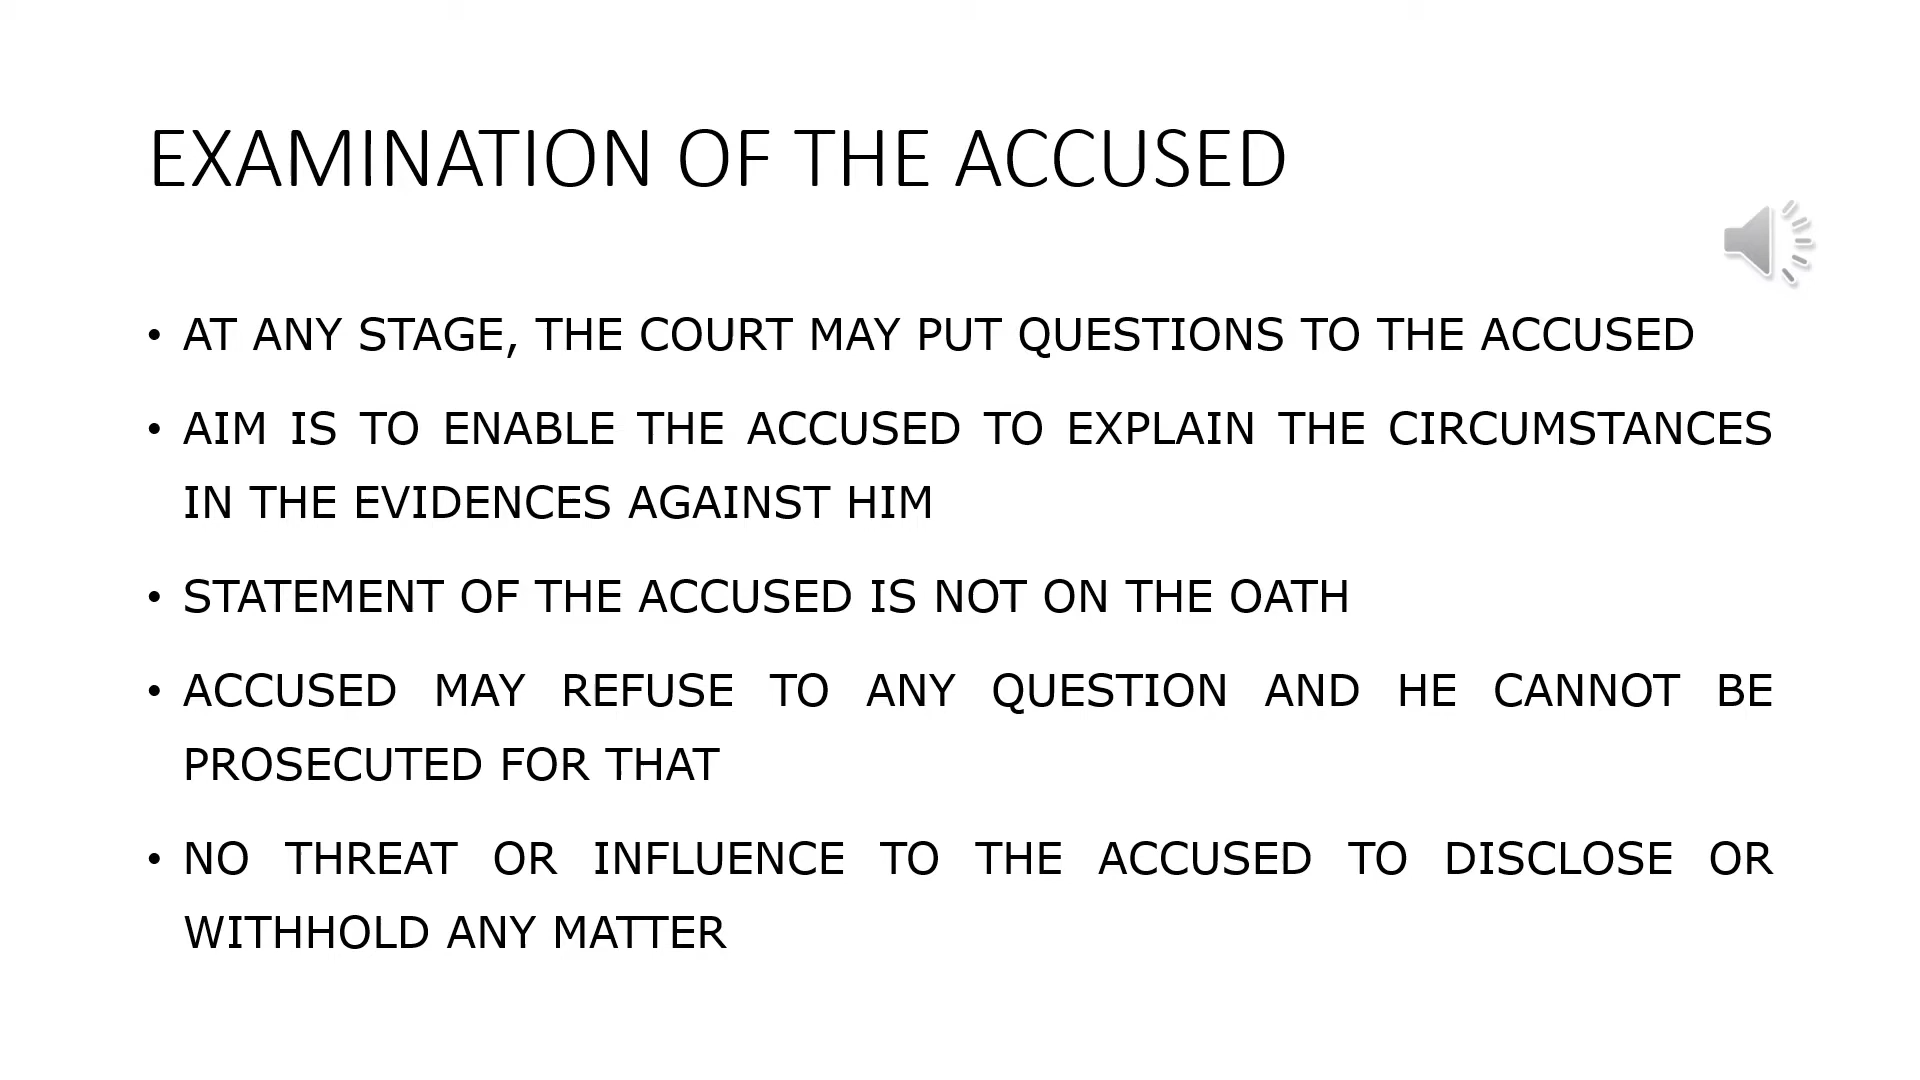 EXAMINATION OF THE ACCUSED
• AT ANY STAGE, THE COURT MAY PUT QUESTIONS TO THE ACCUSED
• AIM IS TO ENABLE THE ACCUSED TO EXPLAIN THE CIRCUMSTANCES
IN THE EVIDENCES AGAINST HIM
• STATEMENT OF THE ACCUSED IS NOT ON THE OATH
• ACCUSED MAY REFUSE TO ANY QUESTION AND HE CANNOT BE
PROSECUTED FOR THAT
• NO THREAT OR INFLUENCE TO THE ACCUSED TO DISCLOSE OR
WITHHOLD ANY MATTER